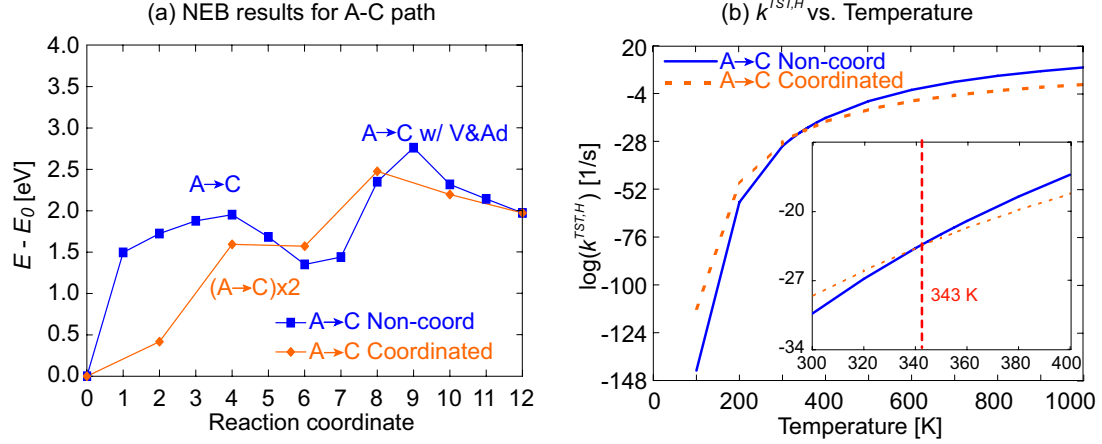 (a) NEB results for A-C path
4.0
3.5
3.0
2.5
2.0
1.5
1.0
0.5
0.0
E - E0 [eV]
A→C w/ V&Ad
A→C
(A→C)x2
A→C Non-coord
A→C Coordinated
0 1 2 3 4 5 6 7 8 9 10 11 12
Reaction coordinate
(b) k^TST,H vs. Temperature
20
-4
-28
-52
-76
-100
-124
-148
log(k^TST,H) [1/s]
A→C Non-coord
A→C Coordinated
-20
-27
-34
343 K
300 320 340 360 380 400
0 200 400 600 800 1000
Temperature [K]